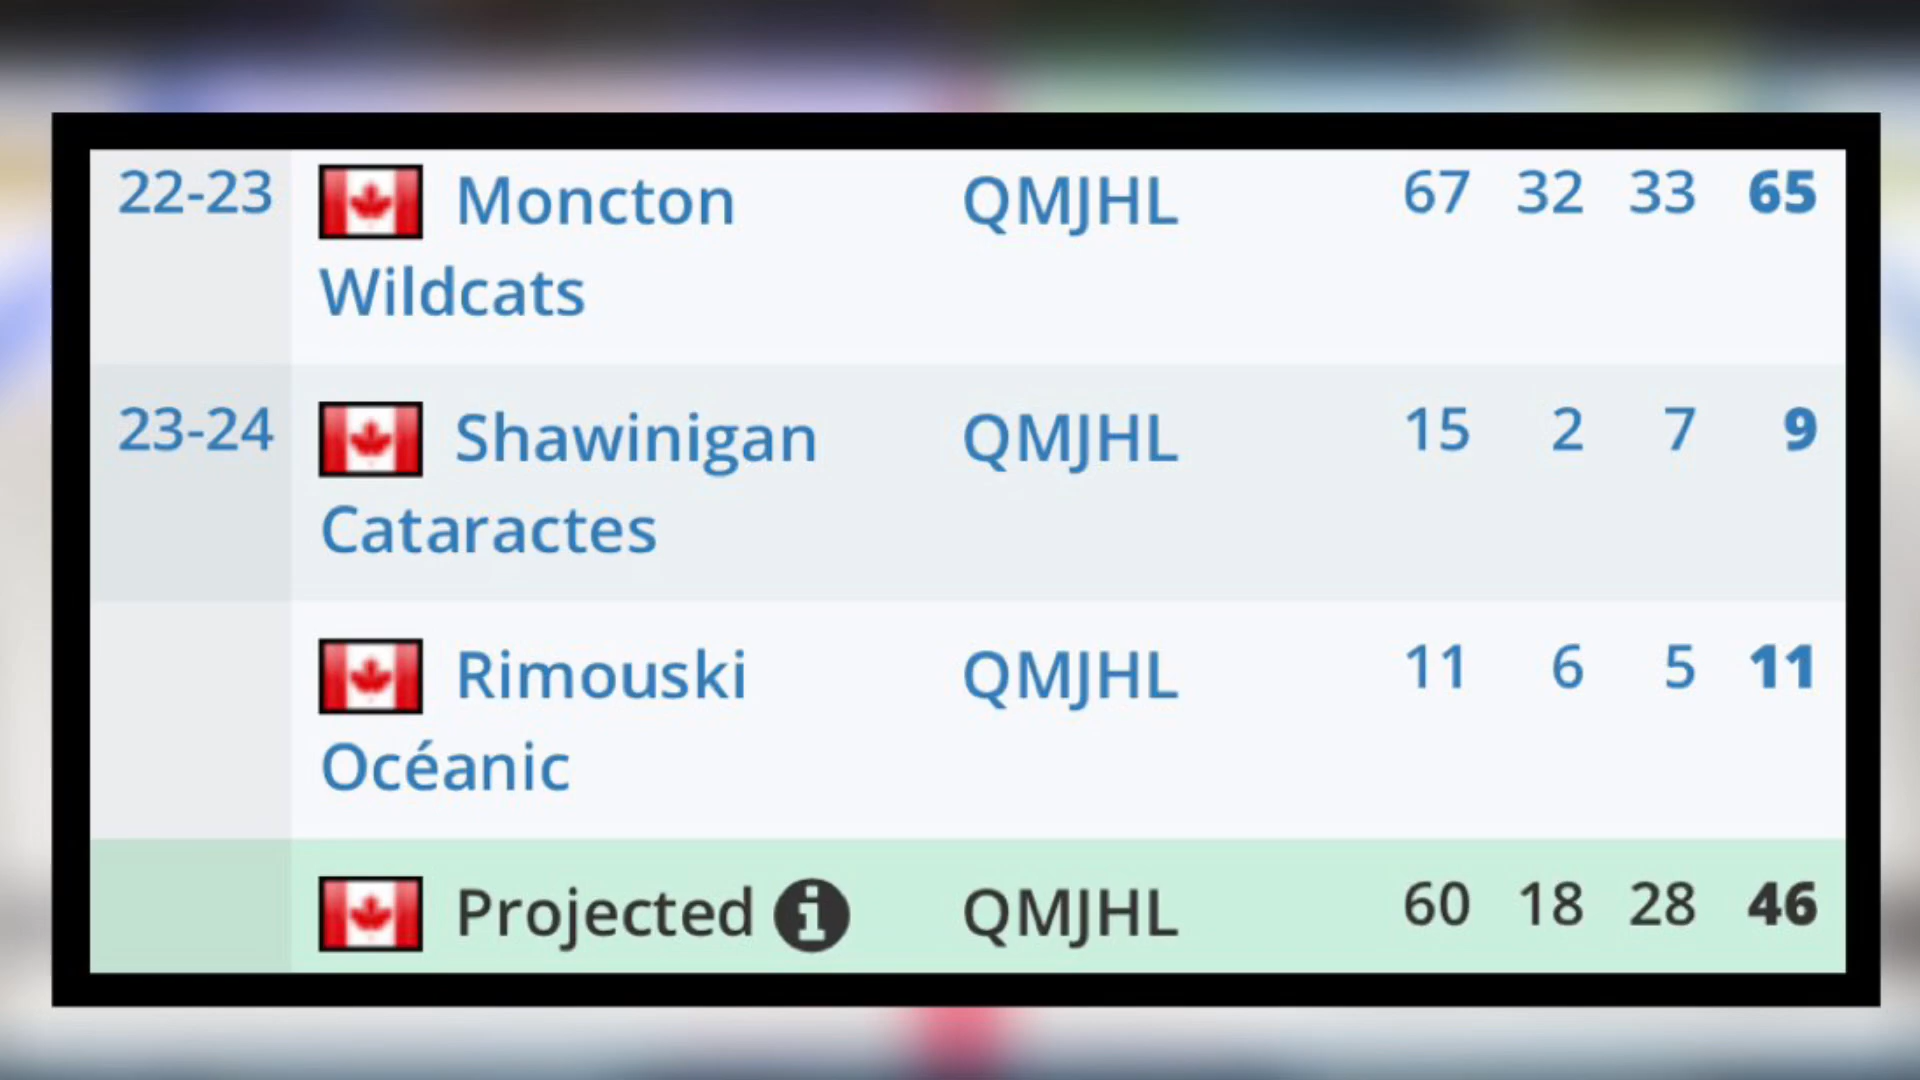 22-23 Moncton QMJHL 67 32 33 65
Wildcats
23-24 Shawinigan QMJHL 15 2 7 9
Cataractes
Rimouski QMJHL 11 6 5 11
Océanic
Projected i QMJHL 60 18 28 46